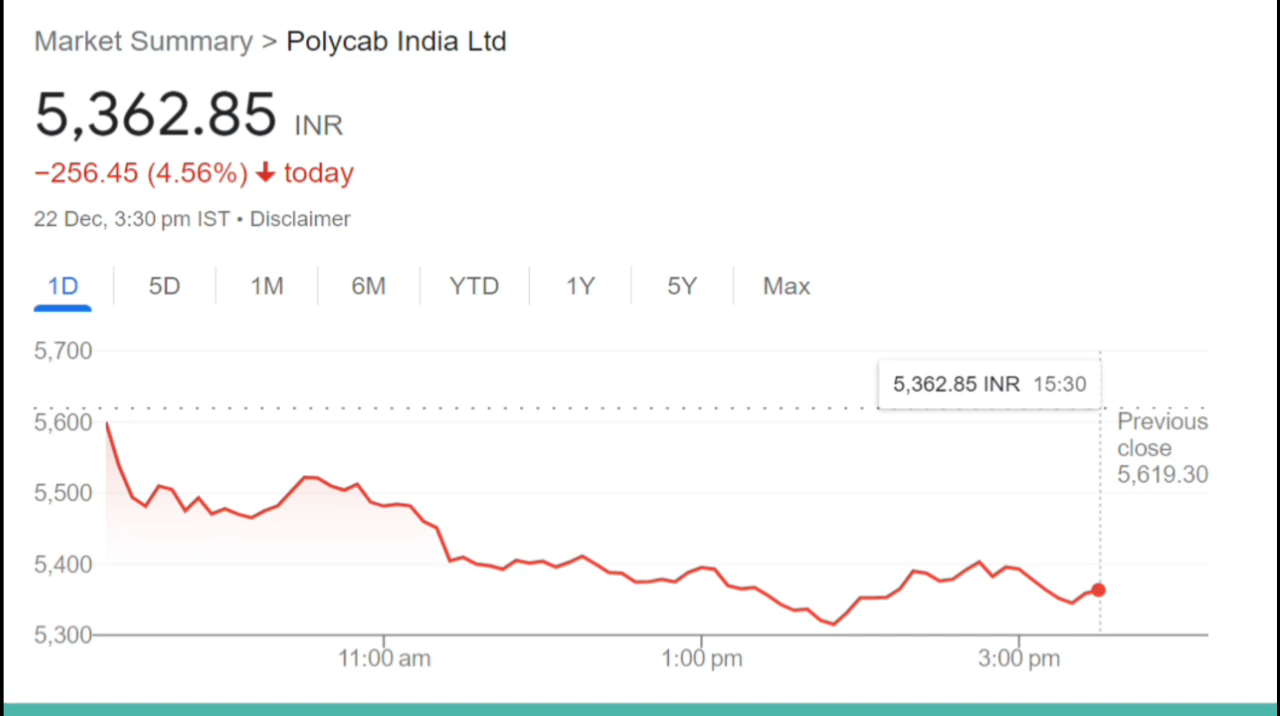 Market Summary > Polycab India Ltd
5,362.85 INR
−256.45 (4.56%) ↓ today
22 Dec, 3:30 pm IST • Disclaimer
1D 5D 1M 6M YTD 1Y 5Y Max
5,700
5,362.85 INR 15:30
5,600
Previous
close
5,619.30
5,500
5,400
5,300
11:00 am 1:00 pm 3:00 pm